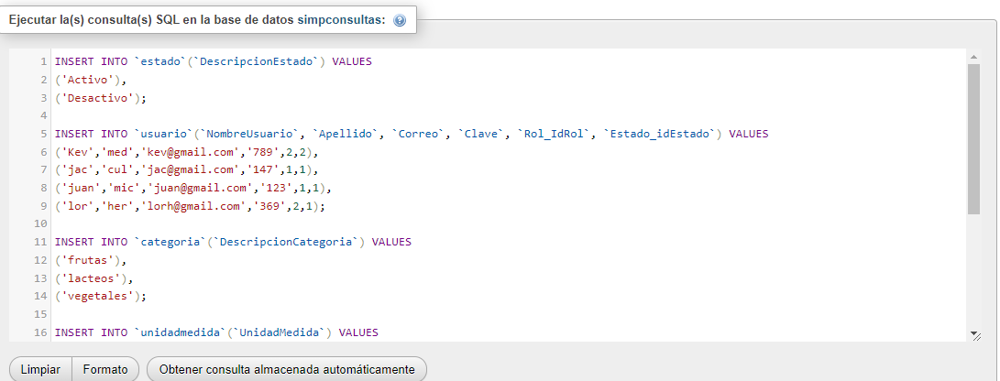 Ejecutar la(s) consulta(s) SQL en la base de datos simpconsultas:
1 INSERT INTO `estado`(`DescripcionEstado`) VALUES
2 ('Activo'),
3 ('Desactivo');
4
5 INSERT INTO `usuario`(`NombreUsuario`, `Apellido`, `Correo`, `Clave`, `Rol_IdRol`, `Estado_idEstado`) VALUES
6 ('Kev','med','kev@gmail.com','789',2,2),
7 ('jac','cul','jac@gmail.com','147',1,1),
8 ('juan','mic','juan@gmail.com','123',1,1),
9 ('lor','her','lorh@gmail.com','369',2,1);
10
11 INSERT INTO `categoria`(`DescripcionCategoria`) VALUES
12 ('frutas'),
13 ('lacteos'),
14 ('vegetales');
15
16 INSERT INTO `unidadmedida`(`UnidadMedida`) VALUES
Limpiar Formato Obtener consulta almacenada automáticamente